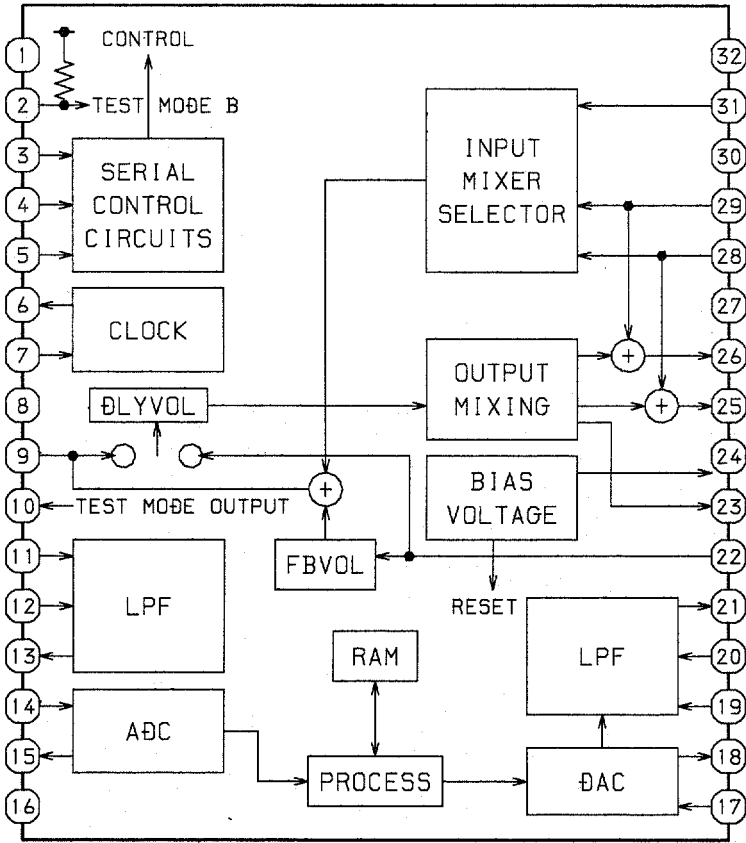 CONTROL
1
2
TEST MODE B
3
4
5
SERIAL
CONTROL
CIRCUITS
6
7
CLOCK
8
DLYVOL
9
10
TEST MODE OUTPUT
11
12
13
LPF
14
15
ADC
16
INPUT
MIXER
SELECTOR
OUTPUT
MIXING
+
+
+
BIAS
VOLTAGE
FBVOL
RESET
RAM
PROCESS
LPF
DAC
32
31
30
29
28
27
26
25
24
23
22
21
20
19
18
17